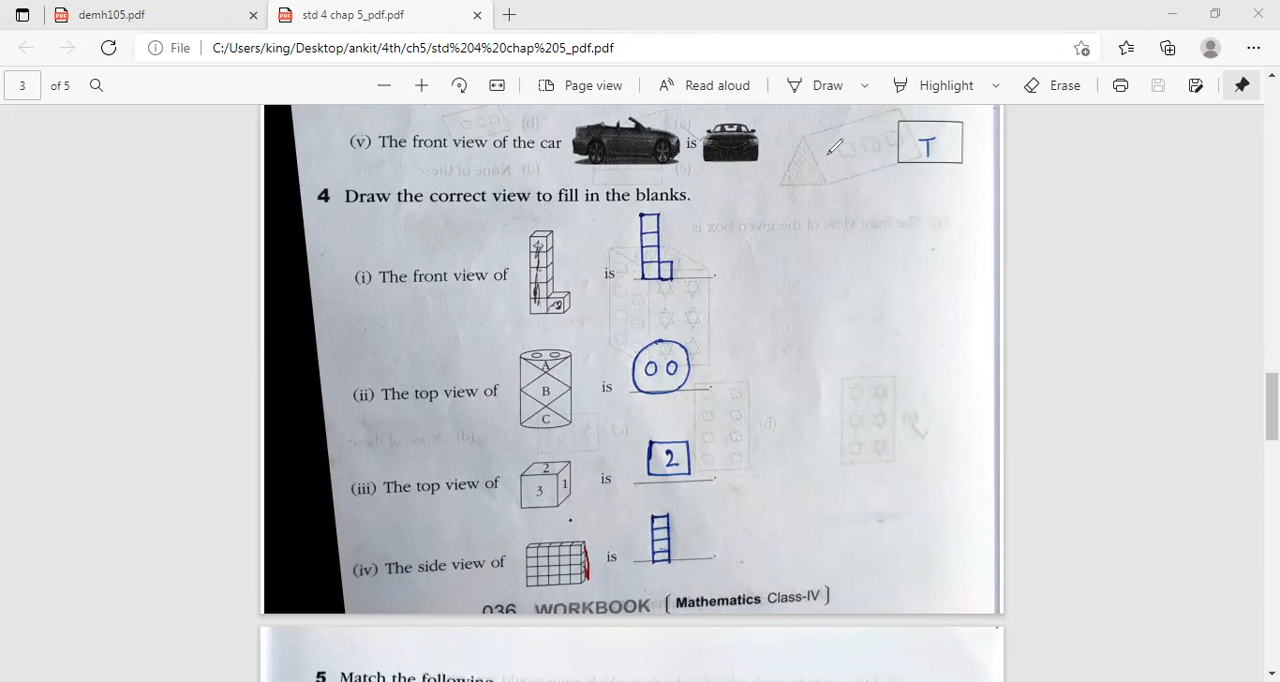 demh105.pdf
std 4 chap 5_pdf.pdf
File C:/Users/king/Desktop/ankit/4th/ch5/std%204%20chap%205_pdf.pdf
3 of 5 Page view Read aloud Draw Highlight Erase
(v) The front view of the car is T
4 Draw the correct view to fill in the blanks.
(i) The front view of is .
(ii) The top view of A B C is .
(iii) The top view of 2 3 1 is 2 .
(iv) The side view of is .
036 WORKBOOK [Mathematics Class-IV]
5 Match the following